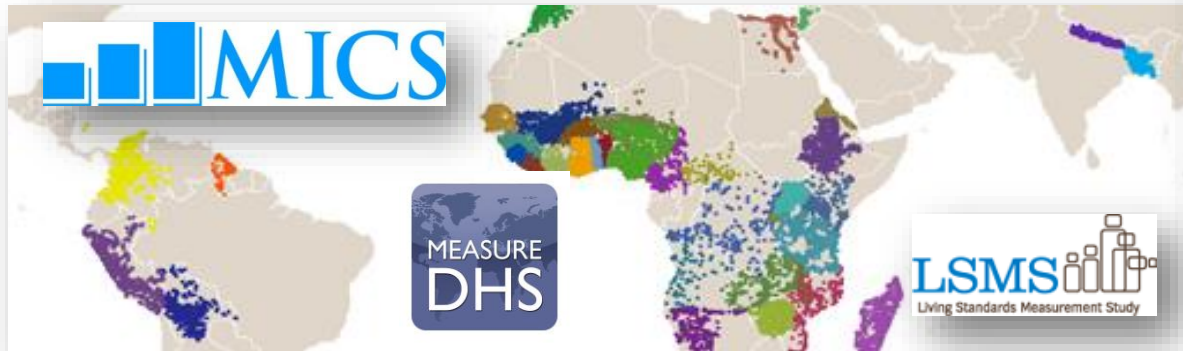 MICS
MEASURE
DHS
LSMS
Living Standards Measurement Study